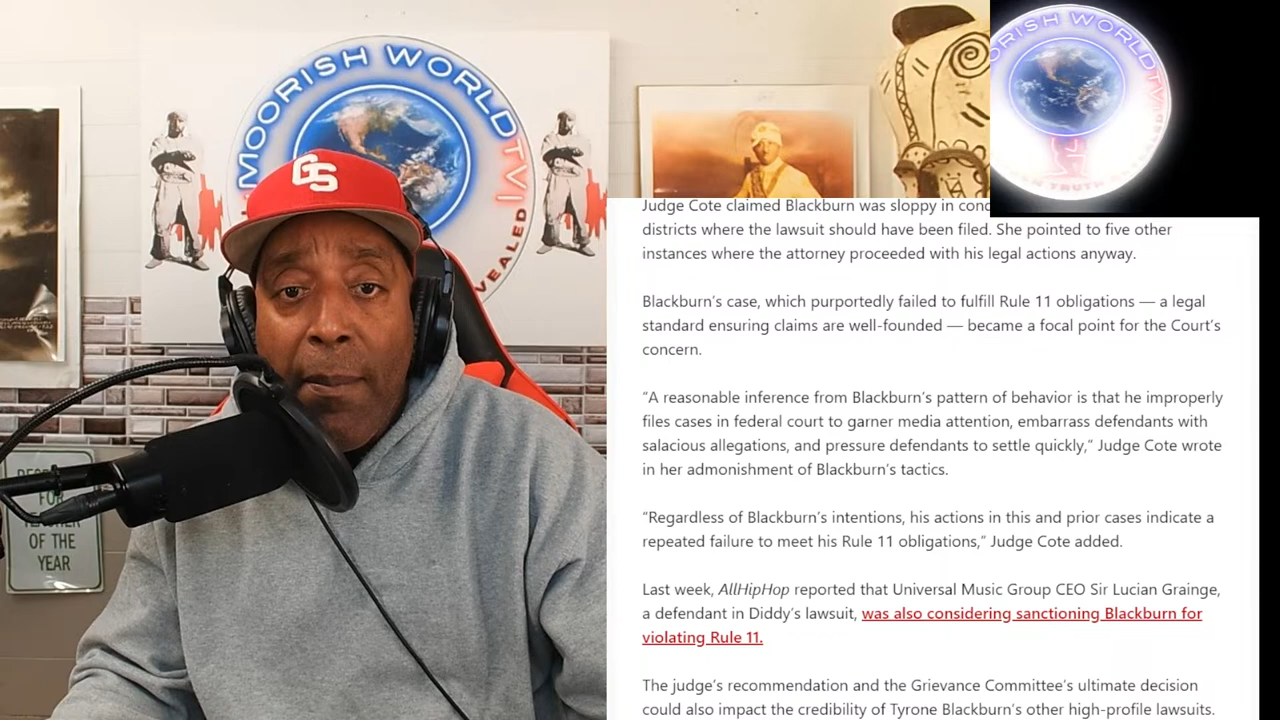 MOORISH WORLD TV
VEALED
GS
FOR
OF THE
YEAR
ORISH WORLD TV
TRUTH
Judge Cote claimed Blackburn was sloppy in
districts where the lawsuit should have been filed. She pointed to five other
instances where the attorney proceeded with his legal actions anyway.
Blackburn’s case, which purportedly failed to fulfill Rule 11 obligations — a legal
standard ensuring claims are well-founded — became a focal point for the Court’s
concern.
“A reasonable inference from Blackburn’s pattern of behavior is that he improperly
files cases in federal court to garner media attention, embarrass defendants with
salacious allegations, and pressure defendants to settle quickly,” Judge Cote wrote
in her admonishment of Blackburn’s tactics.
“Regardless of Blackburn’s intentions, his actions in this and prior cases indicate a
repeated failure to meet his Rule 11 obligations,” Judge Cote added.
Last week, AllHipHop reported that Universal Music Group CEO Sir Lucian Grainge,
a defendant in Diddy’s lawsuit, was also considering sanctioning Blackburn for
violating Rule 11.
The judge’s recommendation and the Grievance Committee’s ultimate decision
could also impact the credibility of Tyrone Blackburn’s other high-profile lawsuits.